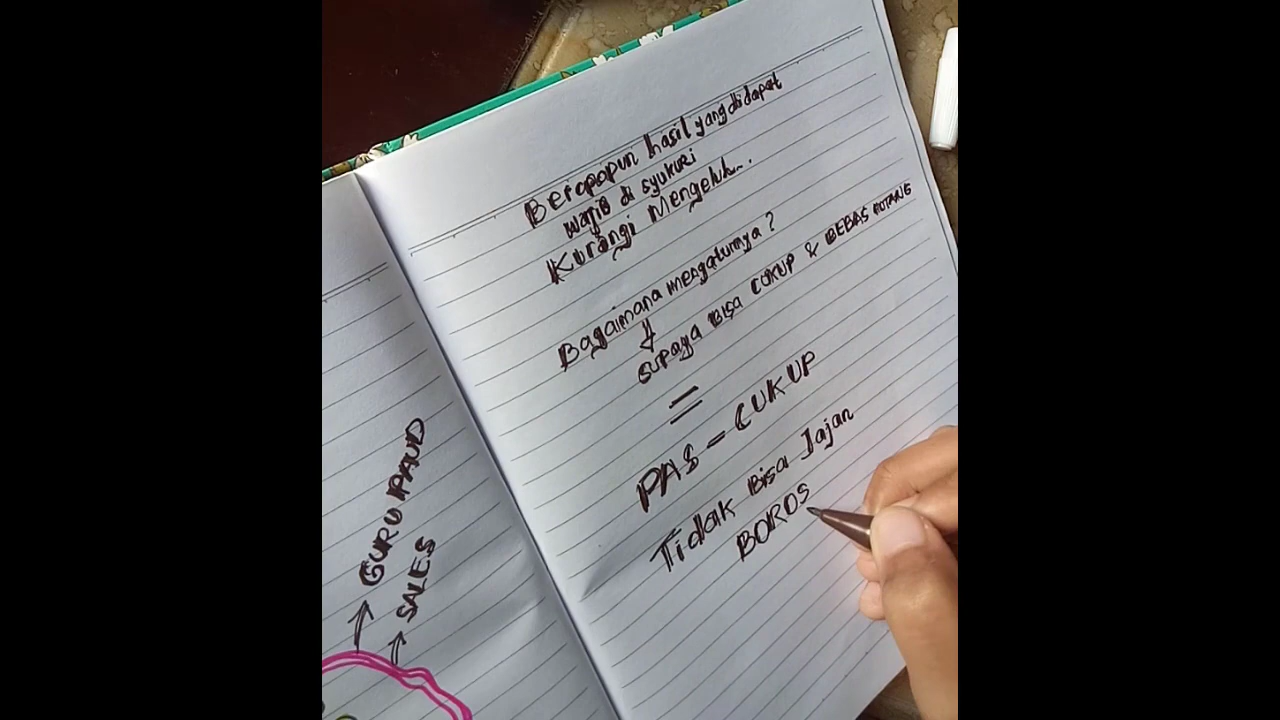 Berapapun hasil yang didapat
wajib di syukuri
Kurangi Mengeluh...
Bagaimana mengaturnya?
supaya BISA CUKUP & BEBAS HUTANG
=
PAS - CUKUP
Tidak Bisa Jajan
BOROS
GURU PAUD
SALES